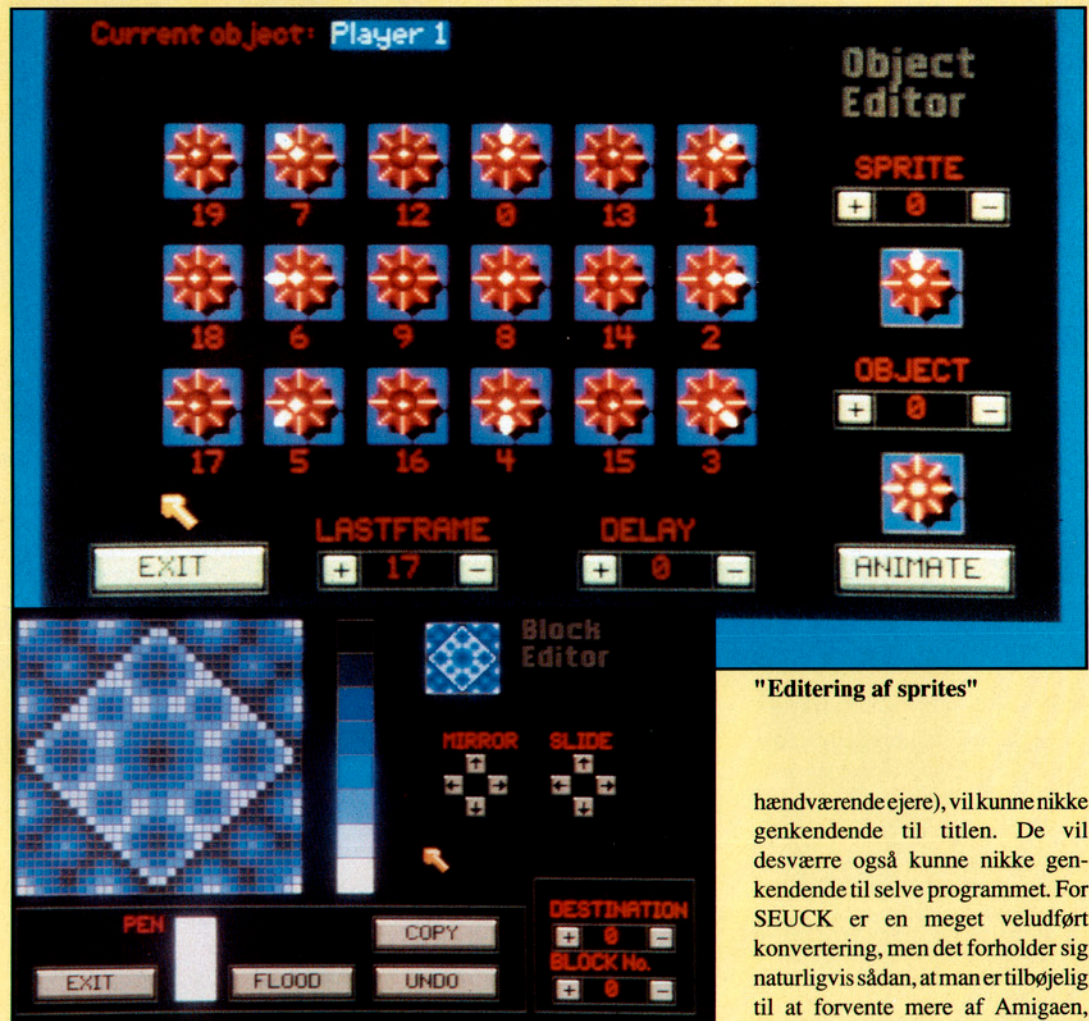 Current object: Player 1
Object
Editor
SPRITE
+ 0 −
19 7 12 0 13 1
18 6 9 8 14 2
OBJECT
+ 0 −
17 5 16 4 15 3
LASTFRAME DELAY
EXIT + 17 − + 0 − ANIMATE
Block
Editor
MIRROR SLIDE
PEN
COPY
EXIT
FLOOD
UNDO
DESTINATION
+ 0 −
BLOCK No.
+ 0 −
"Editering af sprites"
hændværende ejere), vil kunne nikke
genkendende til titlen. De vil
desværre også kunne nikke gen-
kendende til selve programmet. For
SEUCK er en meget veludført
konvertering, men det forholder sig
naturligvis sådan, at man er tilbøjelig
til at forvente mere af Amigaen,